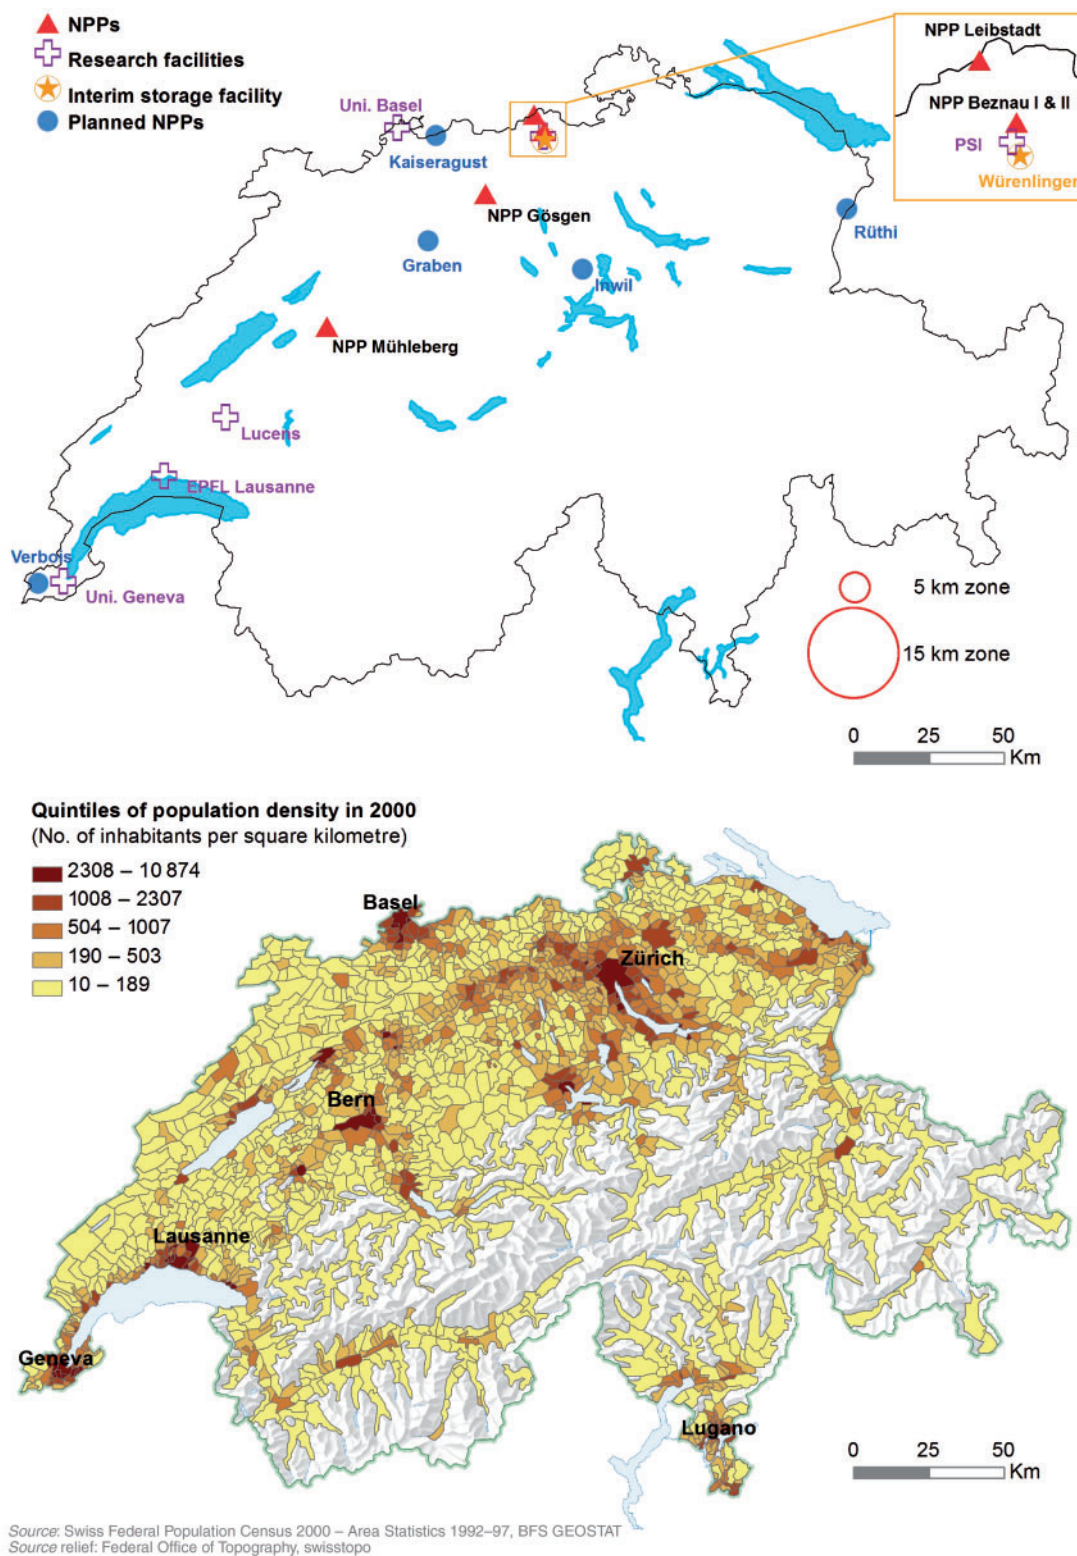 NPPs
Research facilities
Interim storage facility
Planned NPPs
NPP Leibstadt
NPP Beznau I & II
PSI
Würenlingen
Uni. Basel
Kaiseragust
NPP Gösgen
Graben
Inwil
Rüthi
NPP Mühleberg
Lucens
EPFL Lausanne
Verbois
Uni. Geneva
5 km zone
15 km zone
0 25 50
Km
Quintiles of population density in 2000
(No. of inhabitants per square kilometre)
2308 – 10 874
1008 – 2307
504 – 1007
190 – 503
10 – 189
Basel
Zürich
Bern
Lausanne
Geneva
Lugano
0 25 50
Km
Source: Swiss Federal Population Census 2000 – Area Statistics 1992–97, BFS GEOSTAT
Source relief: Federal Office of Topography, swisstopo